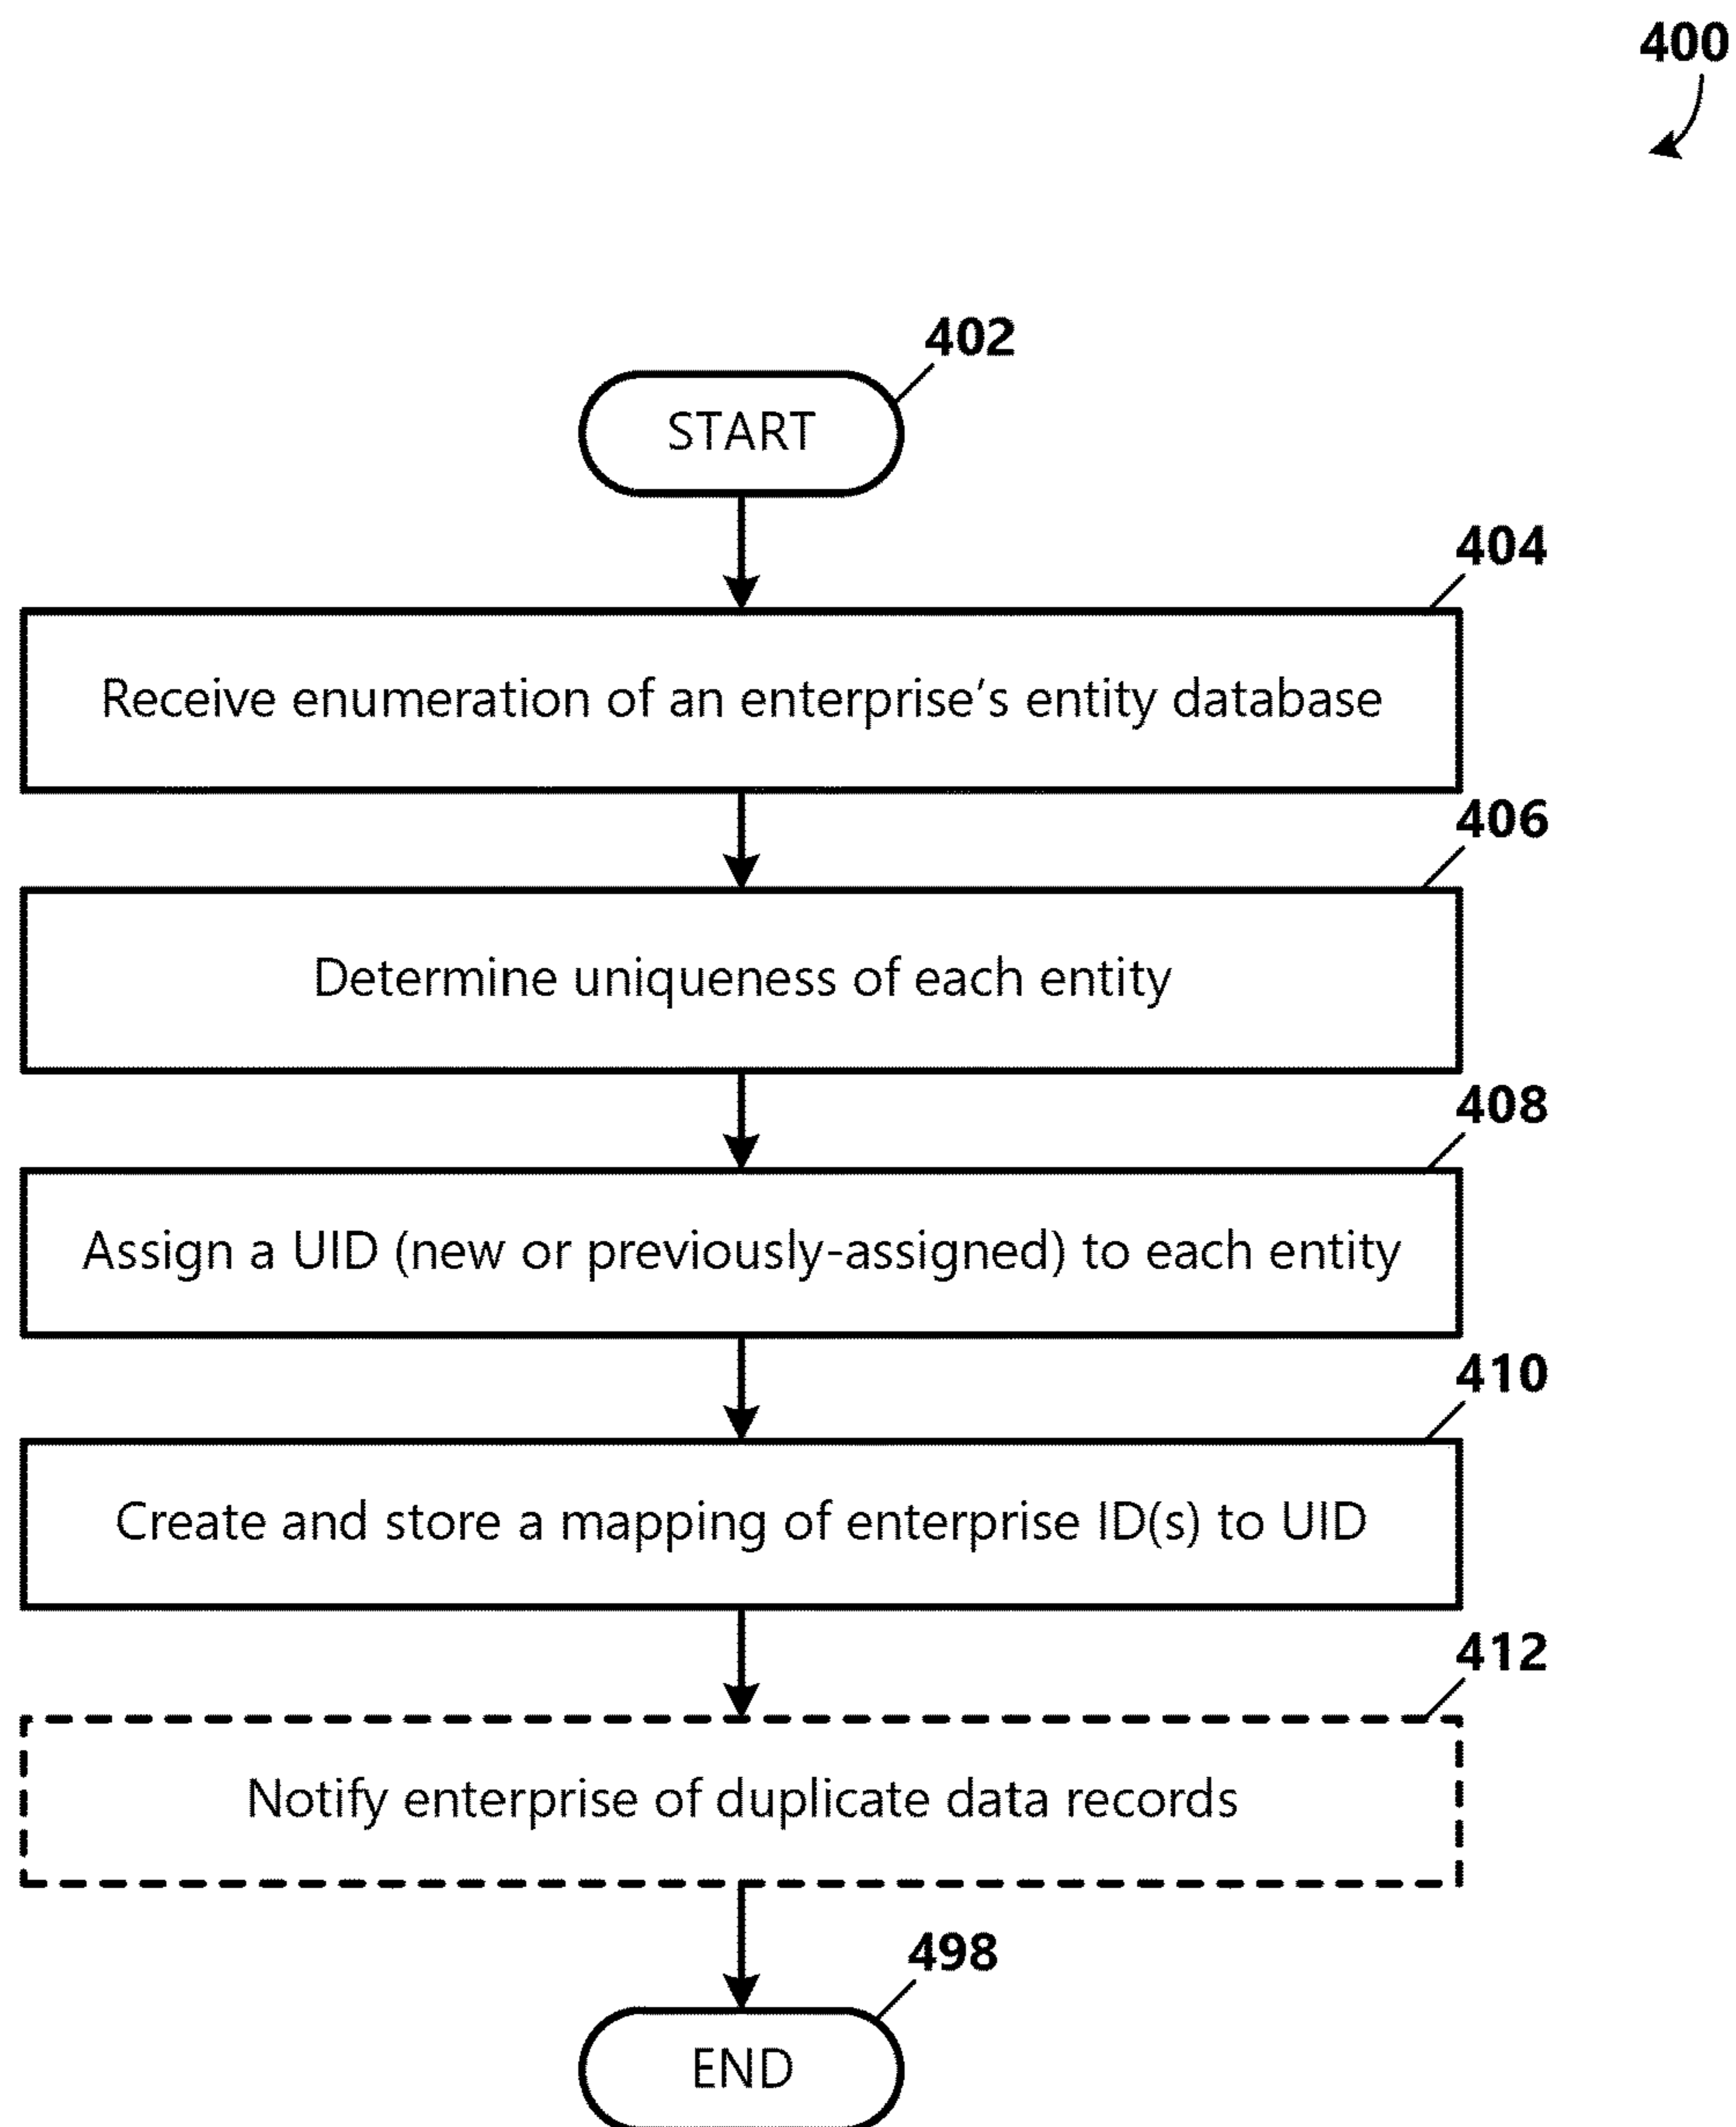 400
402
START
404
Receive enumeration of an enterprise’s entity database
406
Determine uniqueness of each entity
408
Assign a UID (new or previously-assigned) to each entity
410
Create and store a mapping of enterprise ID(s) to UID
412
Notify enterprise of duplicate data records
498
END